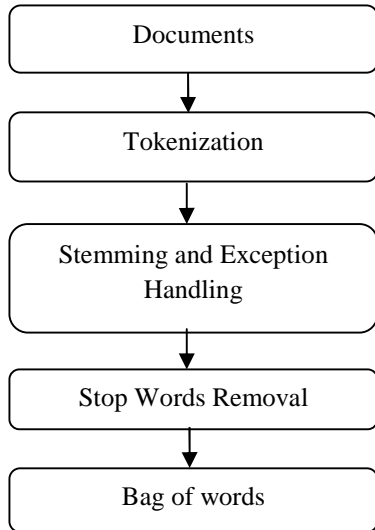 Documents
Tokenization
Stemming and Exception
Handling
Stop Words Removal
Bag of words